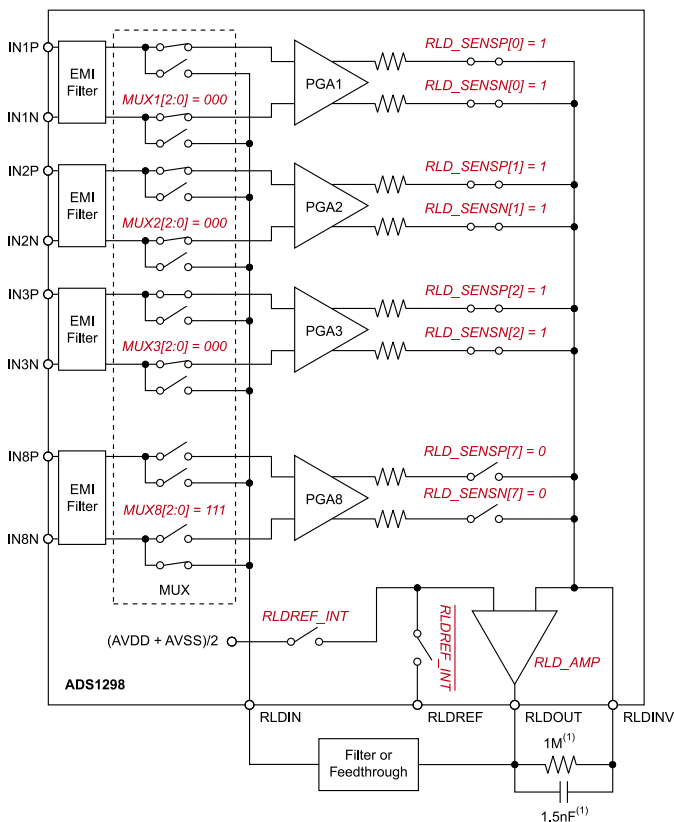 IN1P
EMI
Filter
MUX1[2:0] = 000
IN1N
PGA1
RLD_SENSP[0] = 1
RLD_SENSN[0] = 1
IN2P
EMI
Filter
MUX2[2:0] = 000
IN2N
PGA2
RLD_SENSP[1] = 1
RLD_SENSN[1] = 1
IN3P
EMI
Filter
MUX3[2:0] = 000
IN3N
PGA3
RLD_SENSP[2] = 1
RLD_SENSN[2] = 1
IN8P
EMI
Filter
MUX8[2:0] = 111
IN8N
PGA8
RLD_SENSP[7] = 0
RLD_SENSN[7] = 0
MUX
RLDREF_INT
(AVDD + AVSS)/2
RLDREF_INT
RLD_AMP
ADS1298
RLDIN
RLDREF
RLDOUT
RLDINV
Filter or
Feedthrough
1M(1)
1.5nF(1)